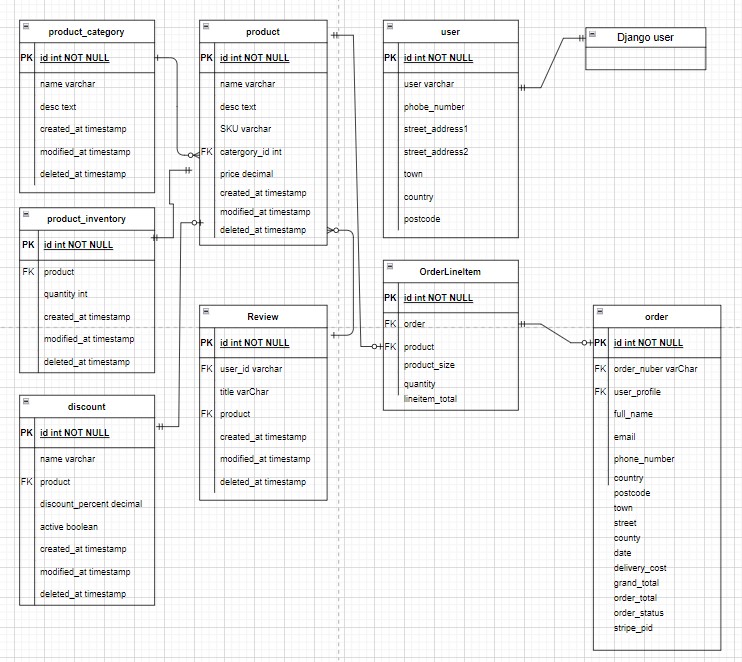 product_category
PK id int NOT NULL
name varchar
desc text
created_at timestamp
modified_at timestamp
deleted_at timestamp
product
PK id int NOT NULL
name varchar
desc text
SKU varchar
FK catergory_id int
price decimal
created_at timestamp
modified_at timestamp
deleted_at timestamp
user
PK id int NOT NULL
user varchar
phobe_number
street_address1
street_address2
town
country
postcode
Django user
product_inventory
PK id int NOT NULL
FK product
quantity int
created_at timestamp
modified_at timestamp
deleted_at timestamp
OrderLineItem
PK id int NOT NULL
FK order
FK product
product_size
quantity
lineitem_total
Review
PK id int NOT NULL
FK user_id varchar
title varChar
FK product
created_at timestamp
modified_at timestamp
deleted_at timestamp
order
PK id int NOT NULL
FK order_nuber varChar
FK user_profile
full_name
email
phone_number
country
postcode
town
street
county
date
delivery_cost
grand_total
order_total
order_status
stripe_pid
discount
PK id int NOT NULL
name varchar
FK product
discount_percent decimal
active boolean
created_at timestamp
modified_at timestamp
deleted_at timestamp